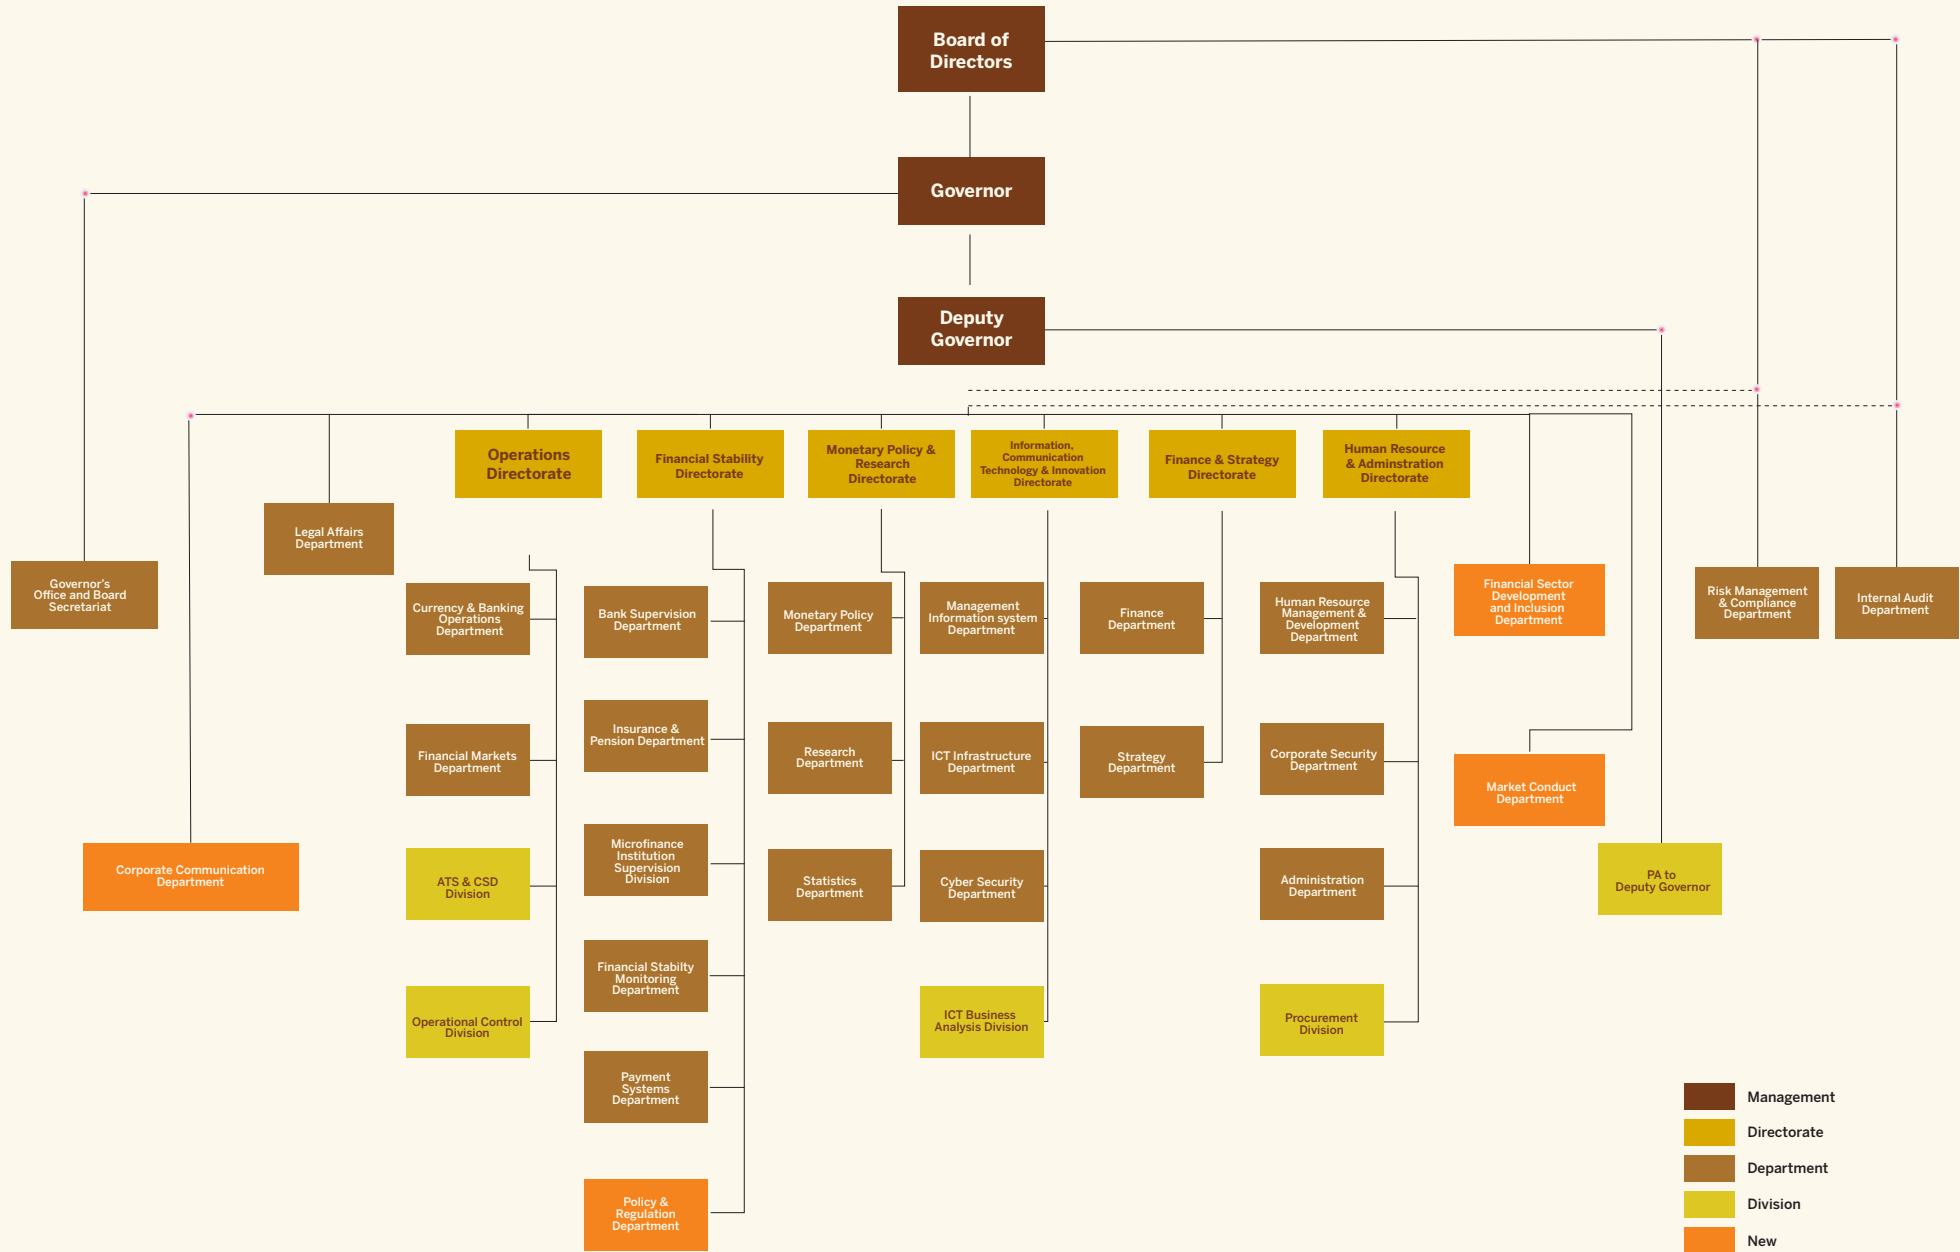 Board of
Directors
Governor
Deputy
Governor
Operations
Directorate
Financial Stability
Directorate
Monetary Policy &
Research
Directorate
Information,
Communication
Technology & Innovation
Directorate
Finance & Strategy
Directorate
Human Resource
& Adminstration
Directorate
Legal Affairs
Department
Governor's
Office and Board
Secretariat
Currency & Banking
Operations
Department
Bank Supervision
Department
Monetary Policy
Department
Management
Information system
Department
Finance
Department
Human Resource
Management &
Development
Department
Financial Sector
Development
and Inclusion
Department
Risk Management
& Compliance
Department
Internal Audit
Department
Financial Markets
Department
Insurance &
Pension Department
Research
Department
ICT Infrastructure
Department
Strategy
Department
Corporate Security
Department
Market Conduct
Department
Corporate Communication
Department
ATS & CSD
Division
Microfinance
Institution
Supervision
Division
Statistics
Department
Cyber Security
Department
Administration
Department
PA to
Deputy Governor
Operational Control
Division
Financial Stabilty
Monitoring
Department
ICT Business
Analysis Division
Procurement
Division
Payment
Systems
Department
Policy &
Regulation
Department
Management
Directorate
Department
Division
New